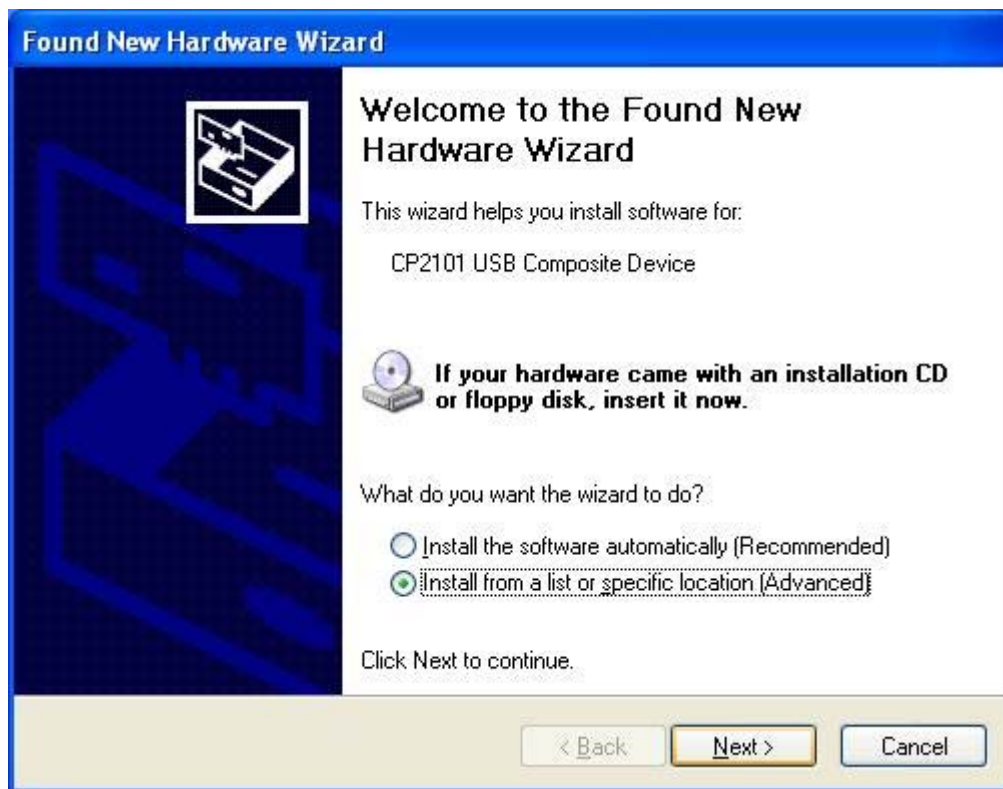 Found New Hardware Wizard
Welcome to the Found New
Hardware Wizard
This wizard helps you install software for:
CP2101 USB Composite Device
If your hardware came with an installation CD
or floppy disk, insert it now.
What do you want the wizard to do?
Install the software automatically (Recommended)
Install from a list or specific location (Advanced)
Click Next to continue.
< Back Next > Cancel